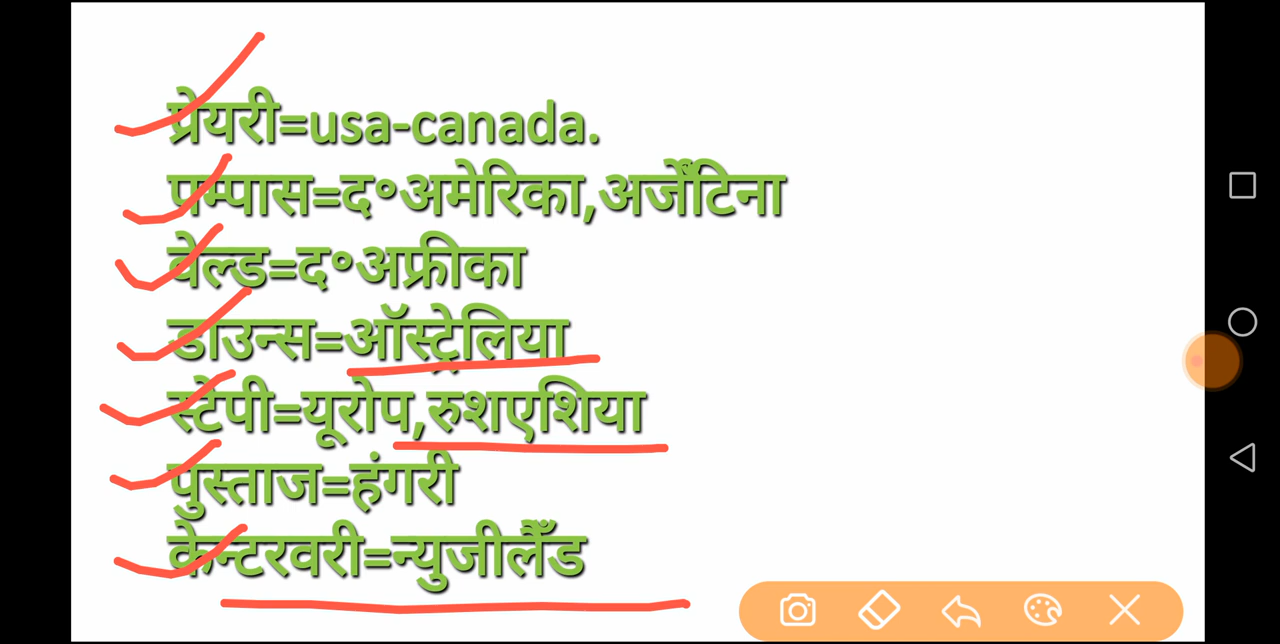 प्रेयरी=usa-canada.
पम्पास=द॰अमेरिका,अर्जेँटिना
वेल्ड=द॰अफ्रीका
डाउन्स=ऑस्ट्रेलिया
स्टेपी=यूरोप,रुशएशिया
पुस्ताज=हंगरी
केन्टरवरी=न्युजीलैँड